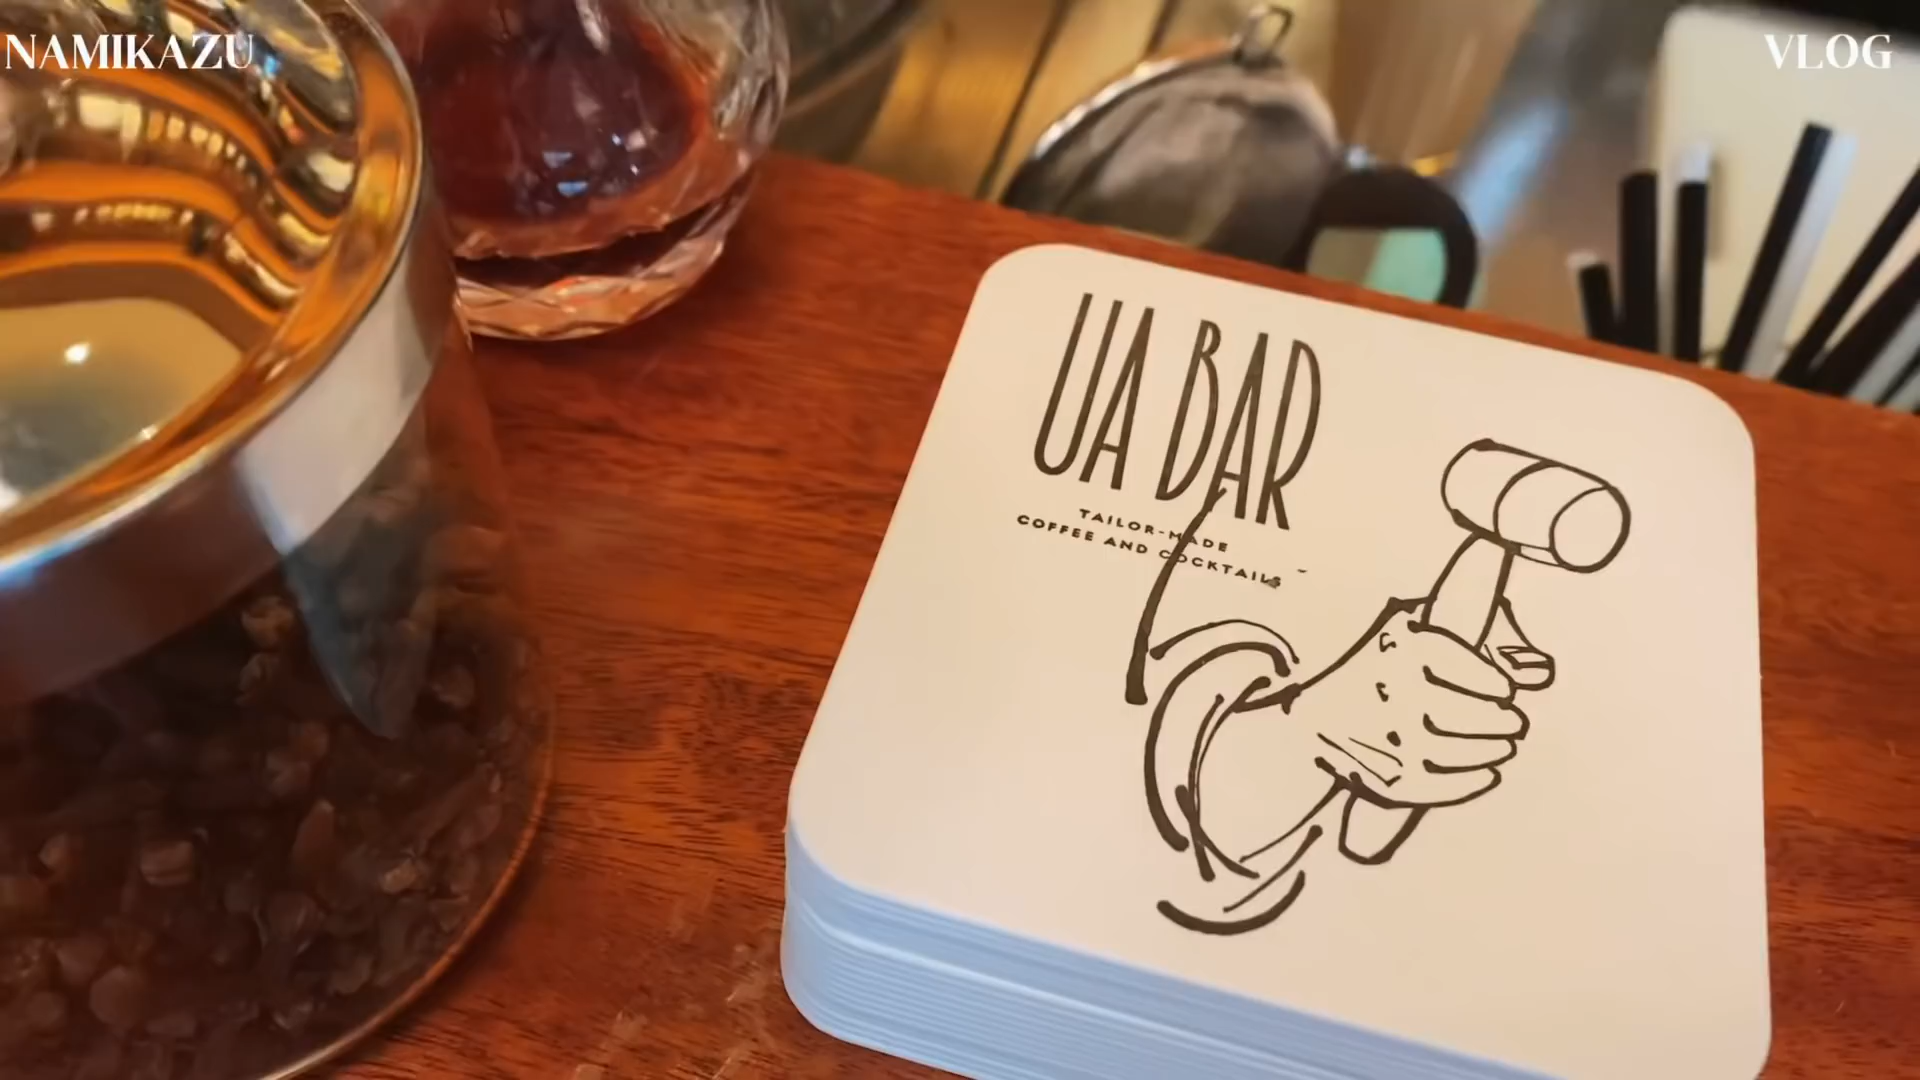 NAMIKAZU
VLOG
UA BAR
TAILOR-MADE
COFFEE AND COCKTAILS